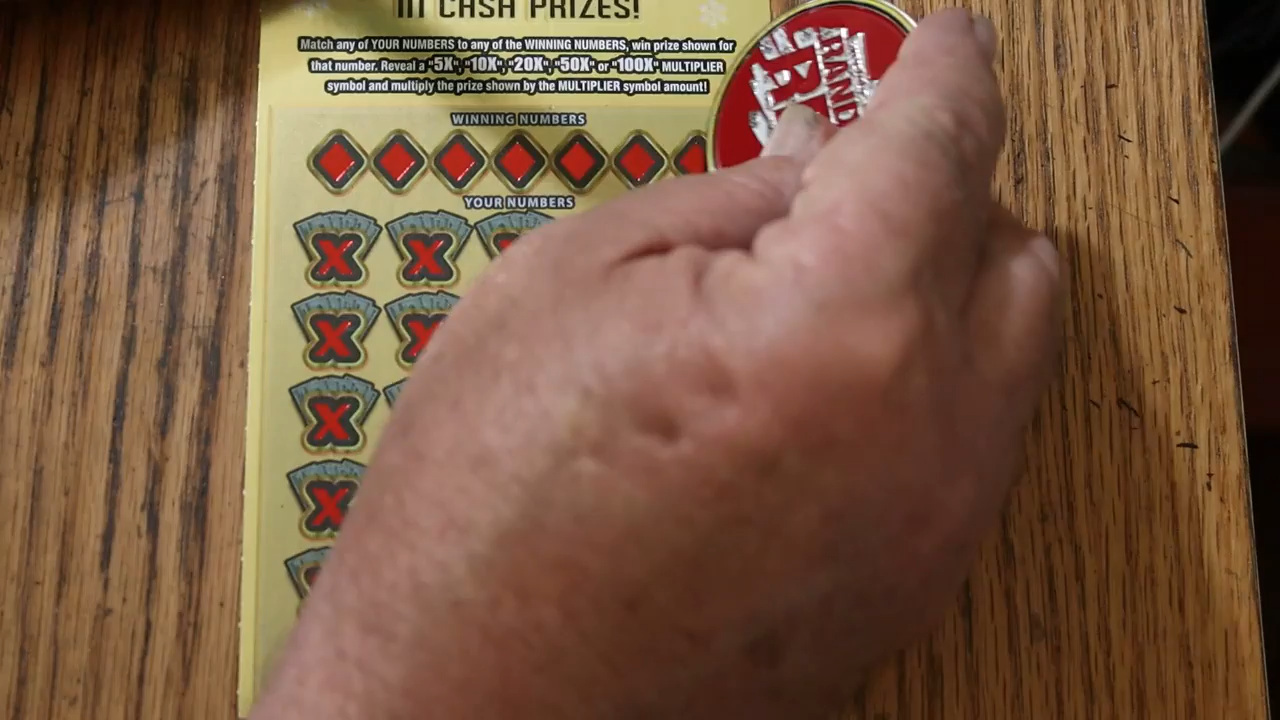 IN CASH PRIZES!
Match any of YOUR NUMBERS to any of the WINNING NUMBERS, win prize shown for
that number. Reveal a "5X", "10X", "20X", "50X" or "100X" MULTIPLIER
symbol and multiply the prize shown by the MULTIPLIER symbol amount!
RAND
WINNING NUMBERS
YOUR NUMBERS
X X
X X
X
X